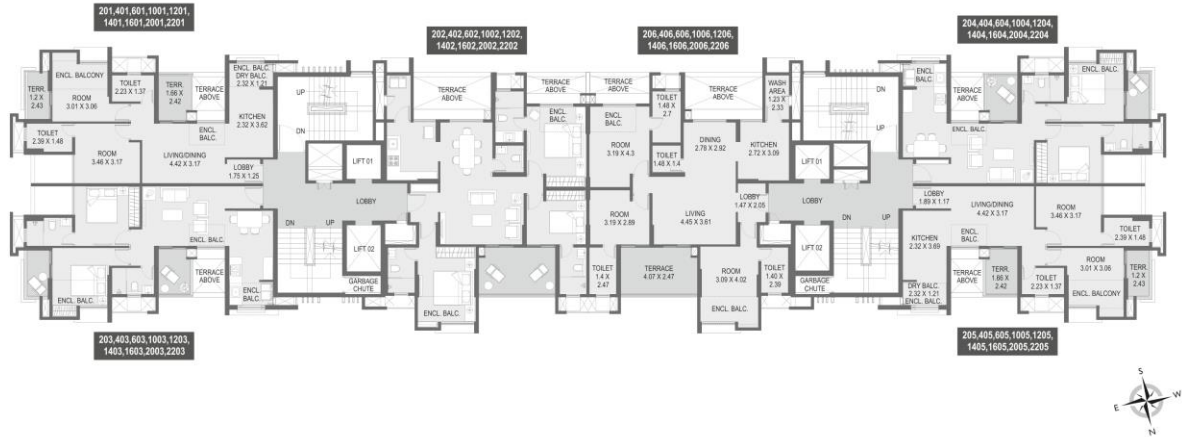 201,401,601,1001,1201,
1401,1601,2001,2201
202,402,602,1002,1202,
1402,1602,2002,2202
206,406,606,1006,1206,
1406,1606,2006,2206
204,404,604,1004,1204,
1404,1604,2004,2204
ENCL. BALCONY
TERR.
1.2 X
2.43
ROOM
3.01 X 3.06
TOILET
2.23 X 1.37
TERR.
1.66 X
2.42
TERRACE
ABOVE
ENCL. BALC.
DRY BALC.
2.32 X 1.21
KITCHEN
2.32 X 3.62
TOILET
2.39 X 1.48
ROOM
3.46 X 3.17
ENCL.
BALC.
LIVING/DINING
4.42 X 3.17
LOBBY
1.75 X 1.25
UP
DN
LIFT 01
LOBBY
DN
UP
LIFT 02
GARBAGE
CHUTE
ENCL. BALC.
TERRACE
ABOVE
ENCL.
BALC.
ENCL. BALC.
TERRACE
ABOVE
ENCL.
BALC.
TERRACE
ABOVE
TERRACE
ABOVE
ENCL. BALC.
TOILET
1.48 X
2.7
TERRACE
ABOVE
WASH
AREA
1.23 X
2.33
ENCL.
BALC.
ROOM
3.19 X 4.3
TOILET
1.48 X 1.4
DINING
2.78 X 2.92
KITCHEN
2.72 X 3.09
ROOM
3.19 X 2.89
LIVING
4.45 X 3.61
LOBBY
1.47 X 2.05
TOILET
1.4 X
2.47
TERRACE
4.07 X 2.47
ROOM
3.09 X 4.02
TOILET
1.40 X
2.39
ENCL. BALC.
DN
UP
LIFT 01
LOBBY
DN
UP
LIFT 02
GARBAGE
CHUTE
ENCL
BALC.
TERRACE
ABOVE
ENCL. BALC.
ENCL. BALC.
LOBBY
1.89 X 1.17
LIVING/DINING
4.42 X 3.17
ROOM
3.46 X 3.17
TOILET
2.39 X 1.48
KITCHEN
2.32 X 3.89
ENCL.
BALC.
TERRACE
ABOVE
TERR.
1.66 X
2.42
TOILET
2.23 X 1.37
ROOM
3.01 X 3.06
TERR.
1.2 X
2.43
DRY BALC.
2.32 X 1.21
ENCL. BALC.
ENCL. BALCONY
203,403,603,1003,1203,
1403,1603,2003,2203
205,405,605,1005,1205,
1405,1605,2005,2205
S
E
W
N